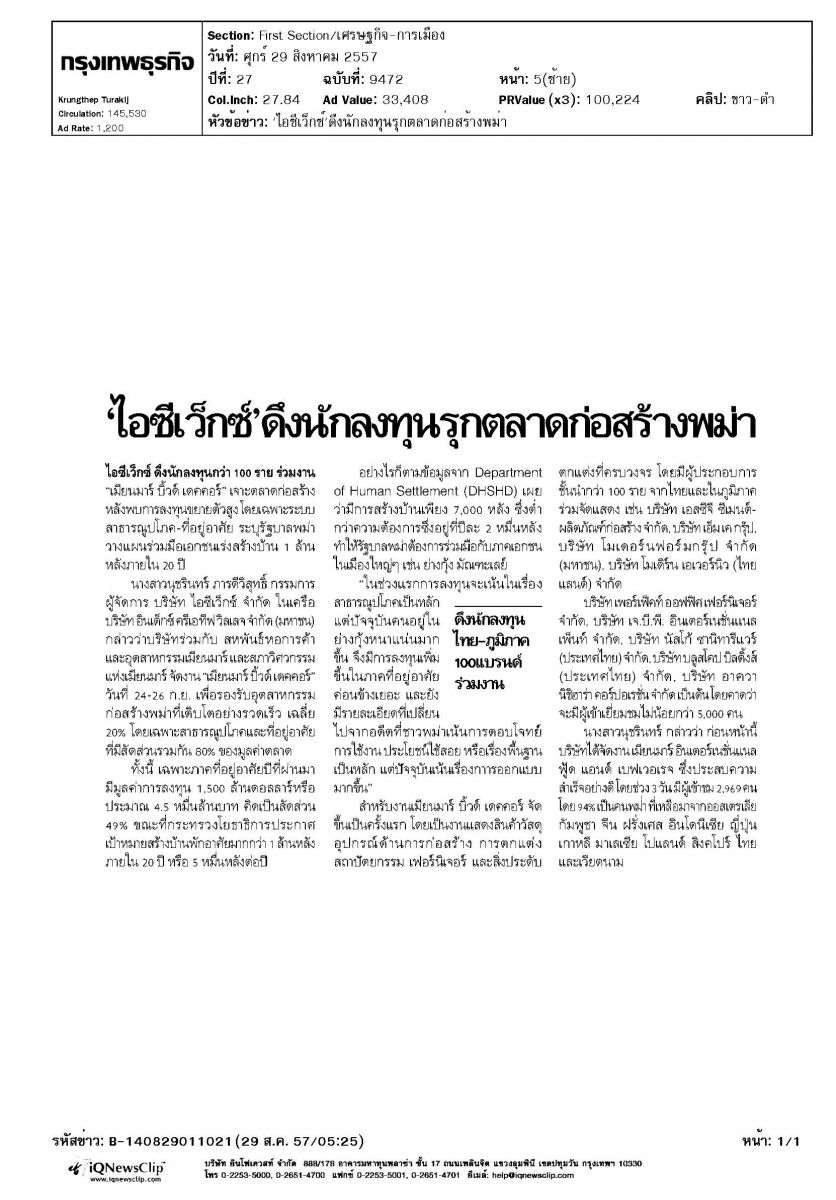 กรุงเทพธุรกิจ
Krungthep Turakij
Circulation: 145,530
Ad Rate: 1,200
Section: First Section/เศรษฐกิจ-การเมือง
วันที่: ศุกร์ 29 สิงหาคม 2557
ปีที่: 27 ฉบับที่: 9472 หน้า: 5(ซ้าย)
Col.Inch: 27.84 Ad Value: 33,408 PRValue (x3): 100,224 คลิป: ขาว-ดำ
หัวข้อข่าว: 'ไอซีเว็กซ์'ดึงนักลงทุนรุกตลาดก่อสร้างพม่า
'ไอซีเว็กซ์'ดึงนักลงทุนรุกตลาดก่อสร้างพม่า
ไอซีเว็กซ์ ดึงนักลงทุนกว่า 100 ราย ร่วมงาน
"เมียนมาร์ บิ้วด์ เดคคอร์" เจาะตลาดก่อสร้าง
หลังพบการลงทุนขยายตัวสูง โดยเฉพาะระบบ
สาธารณูปโภค-ที่อยู่อาศัย ระบุรัฐบาลพม่า
วางแผนร่วมมือเอกชนเร่งสร้างบ้าน 1 ล้าน
หลังภายใน 20 ปี
นางสาวนุชรินทร์ ภารดีวิสุทธิ์ กรรมการ
ผู้จัดการ บริษัท ไอซีเว็กซ์ จำกัด ในเครือ
บริษัท อินเด็กซ์ ครีเอทีฟ วิลเลจ จำกัด (มหาชน)
กล่าวว่าบริษัทร่วมกับ สหพันธ์หอการค้า
และอุตสาหกรรมเมียนมาร์ และสภาวิศวกรรม
แห่งเมียนมาร์ จัดงาน "เมียนมาร์ บิ้วด์ เดคคอร์"
วันที่ 24-26 ก.ย. เพื่อรองรับอุตสาหกรรม
ก่อสร้างพม่าที่เติบโตอย่างรวดเร็ว เฉลี่ย
20% โดยเฉพาะสาธารณูปโภคและที่อยู่อาศัย
ที่มีสัดส่วนรวมกัน 80% ของมูลค่าตลาด
ทั้งนี้ เฉพาะภาคที่อยู่อาศัยปีที่ผ่านมา
มีมูลค่าการลงทุน 1,500 ล้านดอลลาร์หรือ
ประมาณ 4.5 หมื่นล้านบาท คิดเป็นสัดส่วน
49% ขณะที่กระทรวงโยธาธิการประกาศ
เป้าหมายสร้างบ้านพักอาศัยมากกว่า 1 ล้านหลัง
ภายใน 20 ปี หรือ 5 หมื่นหลังต่อปี
อย่างไรก็ตามข้อมูลจาก Department
of Human Settlement (DHSHD) เผย
ว่ามีการสร้างบ้านเพียง 7,000 หลัง ซึ่งต่ำ
กว่าความต้องการซึ่งอยู่ที่ปีละ 2 หมื่นหลัง
ทำให้รัฐบาลพม่าต้องการร่วมมือกับภาคเอกชน
ในเมืองใหญ่ๆ เช่น ย่างกุ้ง มัณฑะเลย์
"ในช่วงแรกการลงทุนจะเน้นในเรื่อง
สาธารณูปโภคเป็นหลัก
แต่ปัจจุบันคนอยู่ใน
ย่างกุ้งหนาแน่นมาก
ขึ้น จึงมีการลงทุนเพิ่ม
ขึ้นในภาคที่อยู่อาศัย
ค่อนข้างเยอะ และยัง
มีรายละเอียดที่เปลี่ยน
ไปจากอดีตที่ชาวพม่าเน้นการตอบโจทย์
การใช้งาน ประโยชน์ใช้สอย หรือเรื่องพื้นฐาน
เป็นหลัก แต่ปัจจุบันเน้นเรื่องการออกแบบ
มากขึ้น"
สำหรับงานเมียนมาร์ บิ้วด์ เดคคอร์ จัด
ขึ้นเป็นครั้งแรก โดยเป็นงานแสดงสินค้าวัสดุ
อุปกรณ์ด้านการก่อสร้าง การตกแต่ง
สถาปัตยกรรม เฟอร์นิเจอร์ และสิ่งประดับ
ดึงนักลงทุน
ไทย-ภูมิภาค
100แบรนด์
ร่วมงาน
ตกแต่งที่ครบวงจร โดยมีผู้ประกอบการ
ชั้นนำกว่า 100 ราย จากไทยและในภูมิภาค
ร่วมจัดแสดง เช่น บริษัท เอสซีจี ซีเมนต์-
ผลิตภัณฑ์ก่อสร้าง จำกัด, บริษัท เอ็ม เค กรุ๊ป,
บริษัท โมเดอร์นฟอร์มกรุ๊ป จำกัด
(มหาชน), บริษัท โมเดิร์น เอเวอร์นิว (ไทย
แลนด์) จำกัด
บริษัท เพอร์เฟ็คท์ ออฟฟิศ เฟอร์นิเจอร์
จำกัด, บริษัท เจ.บี.พี. อินเตอร์เนชั่นแนล
เพ้นท์ จำกัด, บริษัท นัสโก้ ซานิทารีแวร์
(ประเทศไทย) จำกัด, บริษัท บลูสโคป บิลดิ้งส์
(ประเทศไทย) จำกัด, บริษัท อาควา
นิชิฮาร่า คอร์ปอเรชั่น จำกัด เป็นต้น โดยคาดว่า
จะมีผู้เข้าเยี่ยมชมไม่น้อยกว่า 5,000 คน
นางสาวนุชรินทร์ กล่าวว่า ก่อนหน้านี้
บริษัทได้จัดงาน เมียนมาร์ อินเตอร์เนชั่นแนล
ฟู้ด แอนด์ เบฟเวอเรจ ซึ่งประสบความ
สำเร็จอย่างดี โดยช่วง 3 วัน มีผู้เข้าชม 2,969 คน
โดย 94% เป็นคนพม่า ที่เหลือมาจากออสเตรเลีย
กัมพูชา จีน ฝรั่งเศส อินโดนีเซีย ญี่ปุ่น
เกาหลี มาเลเซีย โปแลนด์ สิงคโปร์ ไทย
และเวียดนาม
รหัสข่าว: B-140829011021(29 ส.ค. 57/05:25) หน้า: 1/1
iQNewsClip
www.iqnewsclip.com
บริษัท อินโฟเควสท์ จำกัด 888/178 อาคารมหาทุนพลาซ่า ชั้น 17 ถนนเพลินจิต แขวงลุมพินี เขตปทุมวัน กรุงเทพฯ 10330
โทร 0-2253-5000, 0-2651-4700 แฟกซ์ 0-2253-5001, 0-2651-4701 อีเมล์: help@iqnewsclip.com